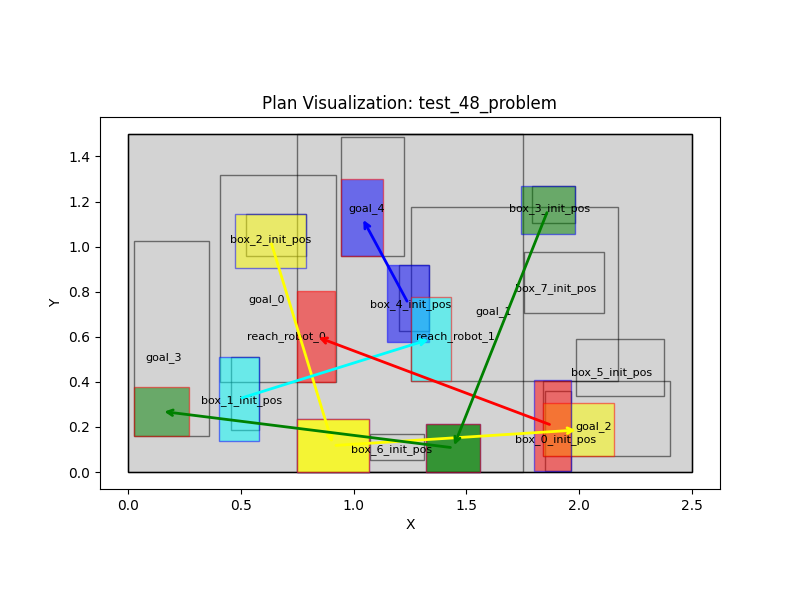 Plan Visualization: test_48_problem
1.4
1.2
1.0
0.8
0.6
0.4
0.2
0.0
Y
goal_4
box_3_init_pos
box_2_init_pos
box_7_init_pos
goal_0
box_4_init_pos
goal_1
reach_robot_0
reach_robot_1
goal_3
box_5_init_pos
box_1_init_pos
goal_2
box_0_init_pos
box_6_init_pos
0.0
0.5
1.0
1.5
2.0
2.5
X